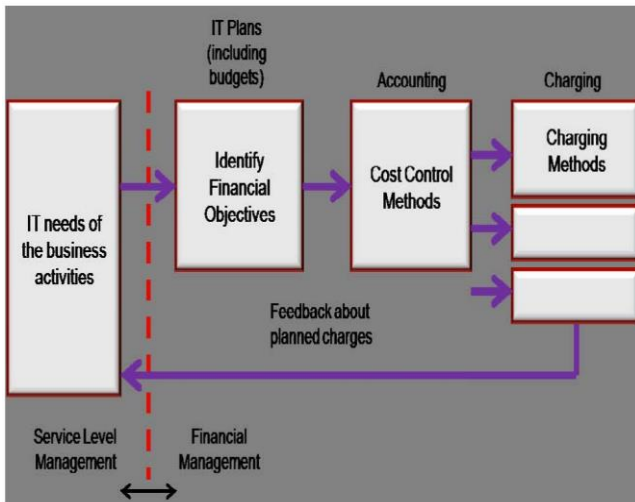 IT Plans
(including
budgets)
Accounting
Charging
IT needs of
the business
activities
Identify
Financial
Objectives
Cost Control
Methods
Charging
Methods
Feedback about
planned charges
Service Level
Management
Financial
Management